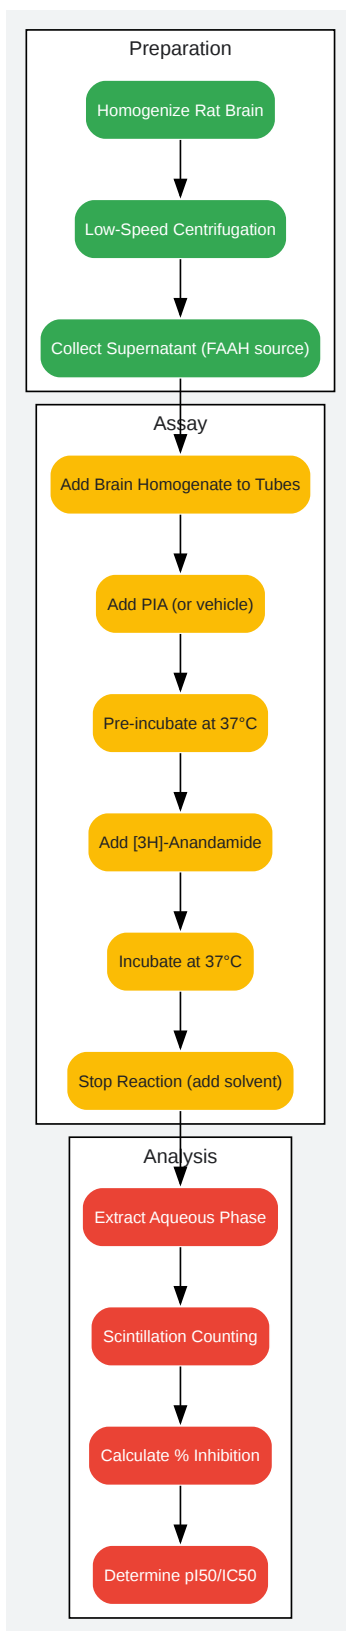 Preparation
Homogenize Rat Brain
Low-Speed Centrifugation
Collect Supernatant (FAAH source)
Assay
Add Brain Homogenate to Tubes
Add PIA (or vehicle)
Pre-incubate at 37°C
Add [3H]-Anandamide
Incubate at 37°C
Stop Reaction (add solvent)
Analysis
Extract Aqueous Phase
Scintillation Counting
Calculate % Inhibition
Determine pI50/IC50